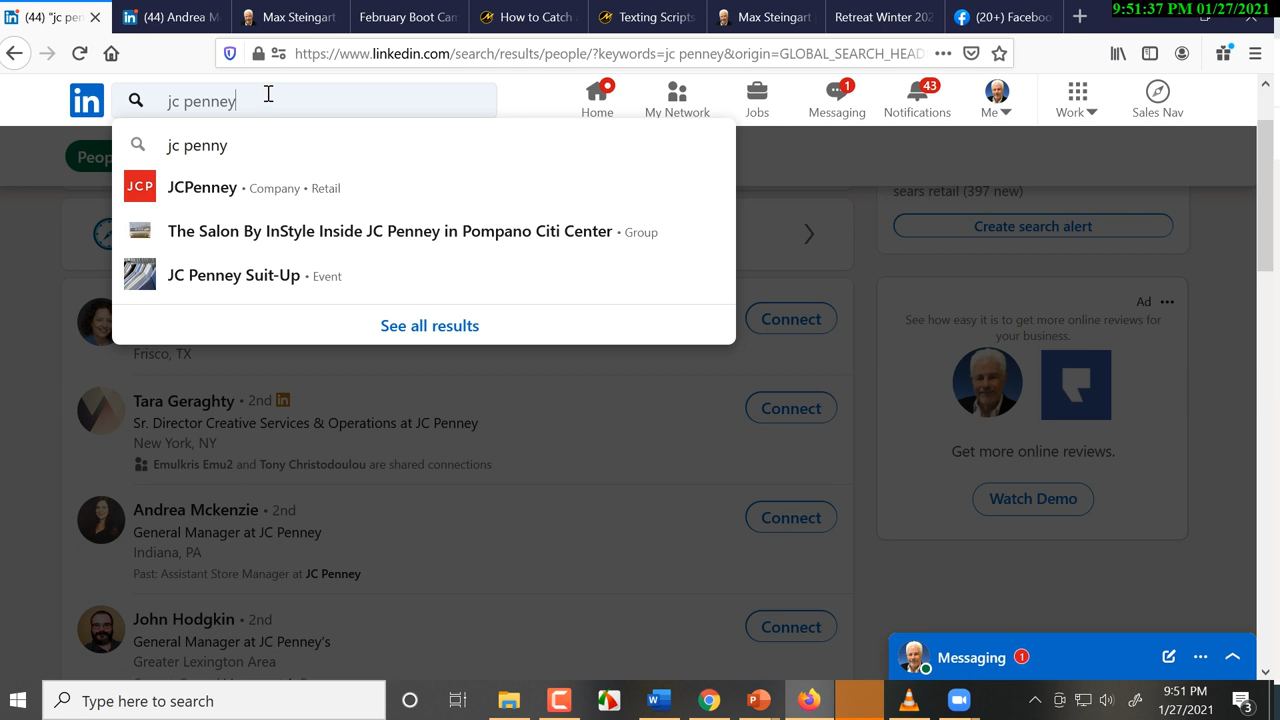 9:51:37 PM 01/27/2021
(44) "jc pen
(44) Andrea M
Max Steingart
February Boot Cam
How to Catch
Texting Scripts
Max Steingart
Retreat Winter 202
(20+) Faceboo
https://www.linkedin.com/search/results/people/?keywords=jc penney&origin=GLOBAL_SEARCH_HEAD
in
jc penney
Home
My Network
1
Messaging
43
Notifications
Jobs
Me
Work
Sales Nav
Peop
jc penny
JCP JCPenney • Company • Retail
The Salon By InStyle Inside JC Penney in Pompano Citi Center • Group
JC Penney Suit-Up • Event
See all results
sears retail (397 new)
Create search alert
Connect
Frisco, TX
Tara Geraghty • 2nd in
Sr. Director Creative Services & Operations at JC Penney
New York, NY
Emulkris Emu2 and Tony Christodoulou are shared connections
Connect
Andrea Mckenzie • 2nd
General Manager at JC Penney
Indiana, PA
Past: Assistant Store Manager at JC Penney
Connect
John Hodgkin • 2nd
General Manager at JC Penney's
Greater Lexington Area
Connect
Ad •••
See how easy it is to get more online reviews for
your business.
Get more online reviews.
Watch Demo
Messaging 1
Type here to search
9:51 PM
1/27/2021
3